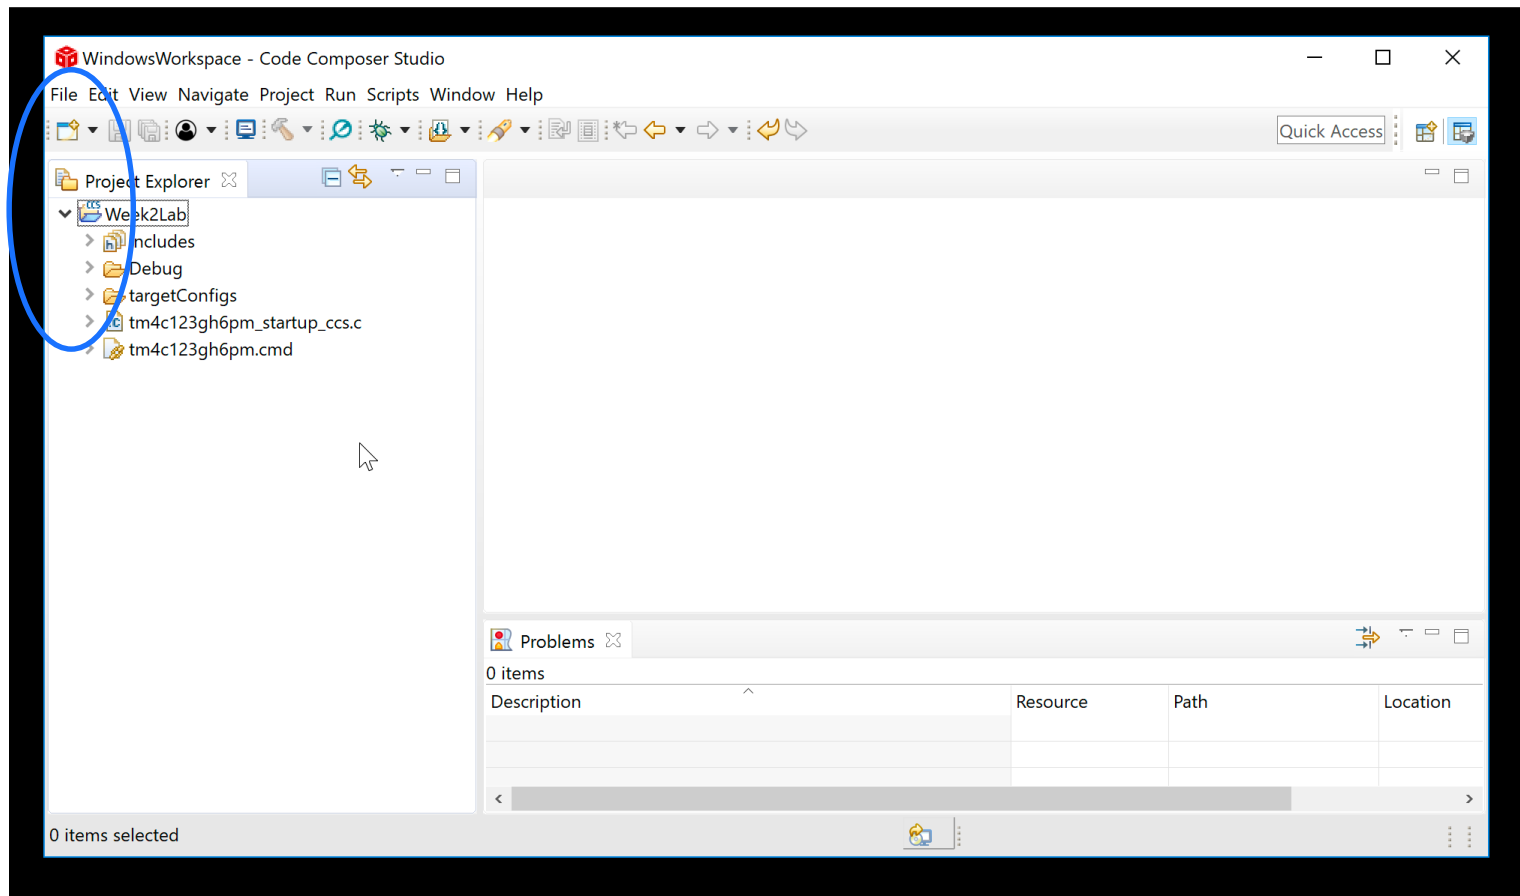 WindowsWorkspace - Code Composer Studio
File Edit View Navigate Project Run Scripts Window Help
Quick Access
Project Explorer
Week2Lab
Includes
Debug
targetConfigs
tm4c123gh6pm_startup_ccs.c
tm4c123gh6pm.cmd
Problems
0 items
Description Resource Path Location
0 items selected